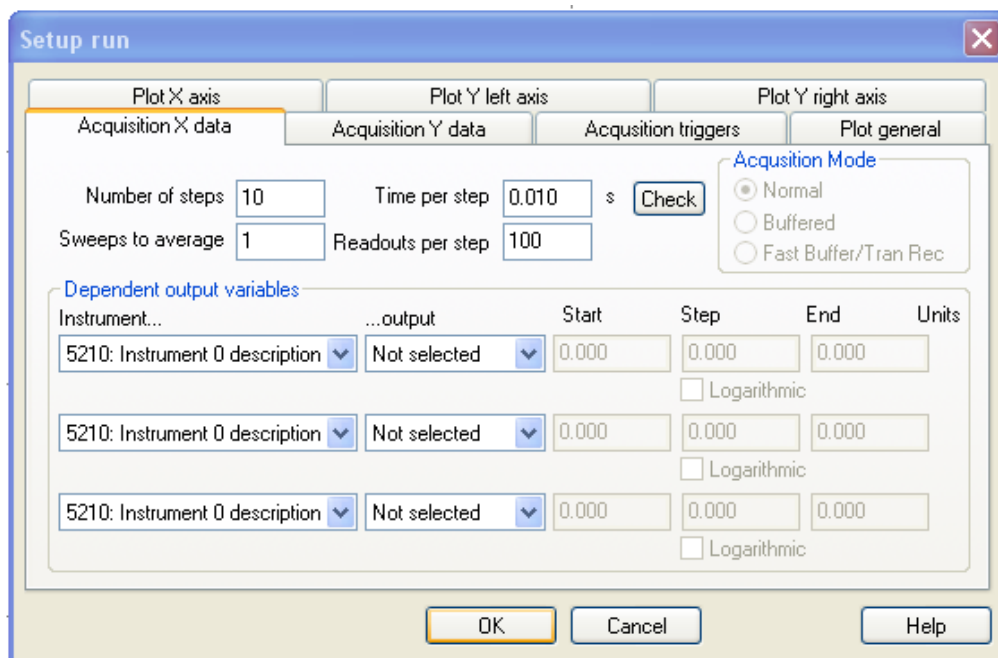 Setup run
Plot X axis Plot Y left axis Plot Y right axis
Acquisition X data Acquisition Y data Acqusition triggers Plot general
Acqusition Mode
Number of steps 10 Time per step 0.010 s Check Normal
Buffered
Sweeps to average 1 Readouts per step 100
Fast Buffer/Tran Rec
Dependent output variables
Instrument... ...output Start Step End Units
5210: Instrument 0 description Not selected 0.000 0.000 0.000
Logarithmic
5210: Instrument 0 description Not selected 0.000 0.000 0.000
Logarithmic
5210: Instrument 0 description Not selected 0.000 0.000 0.000
Logarithmic
OK Cancel Help